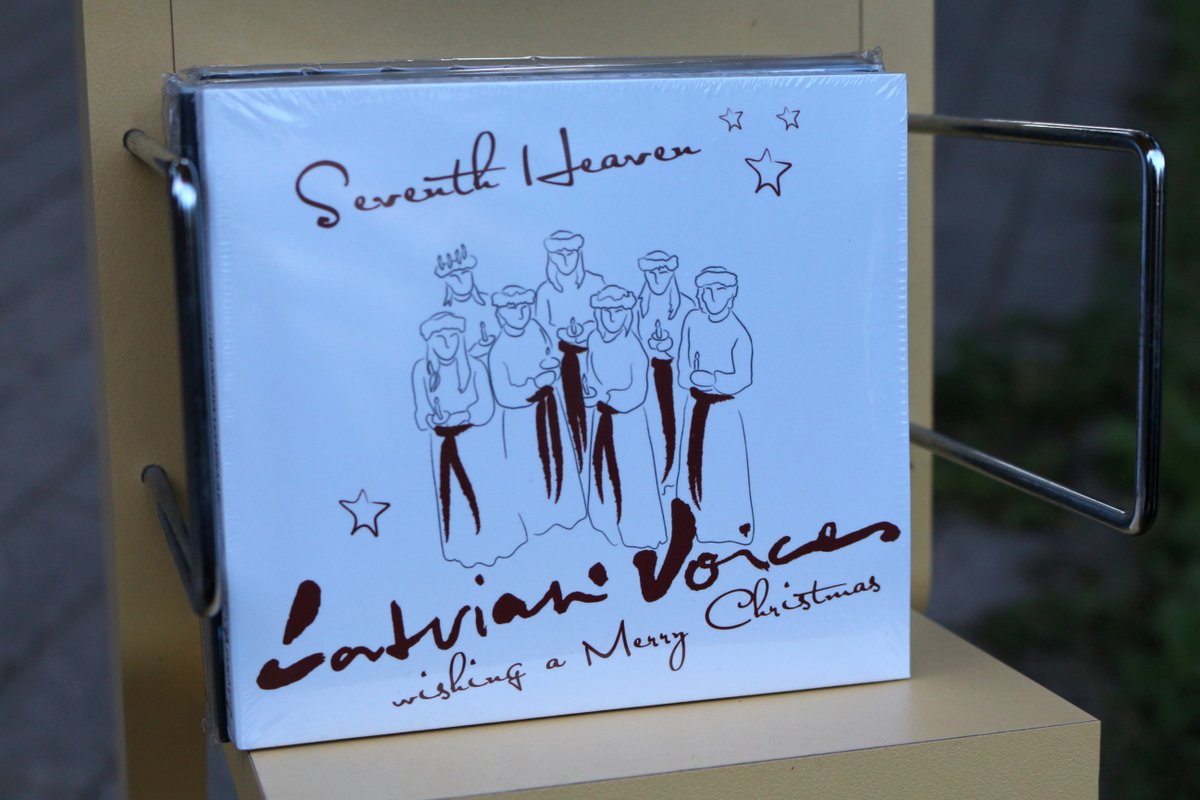 Seventh Heaven
Latvian Voices
wishing a Merry Christmas